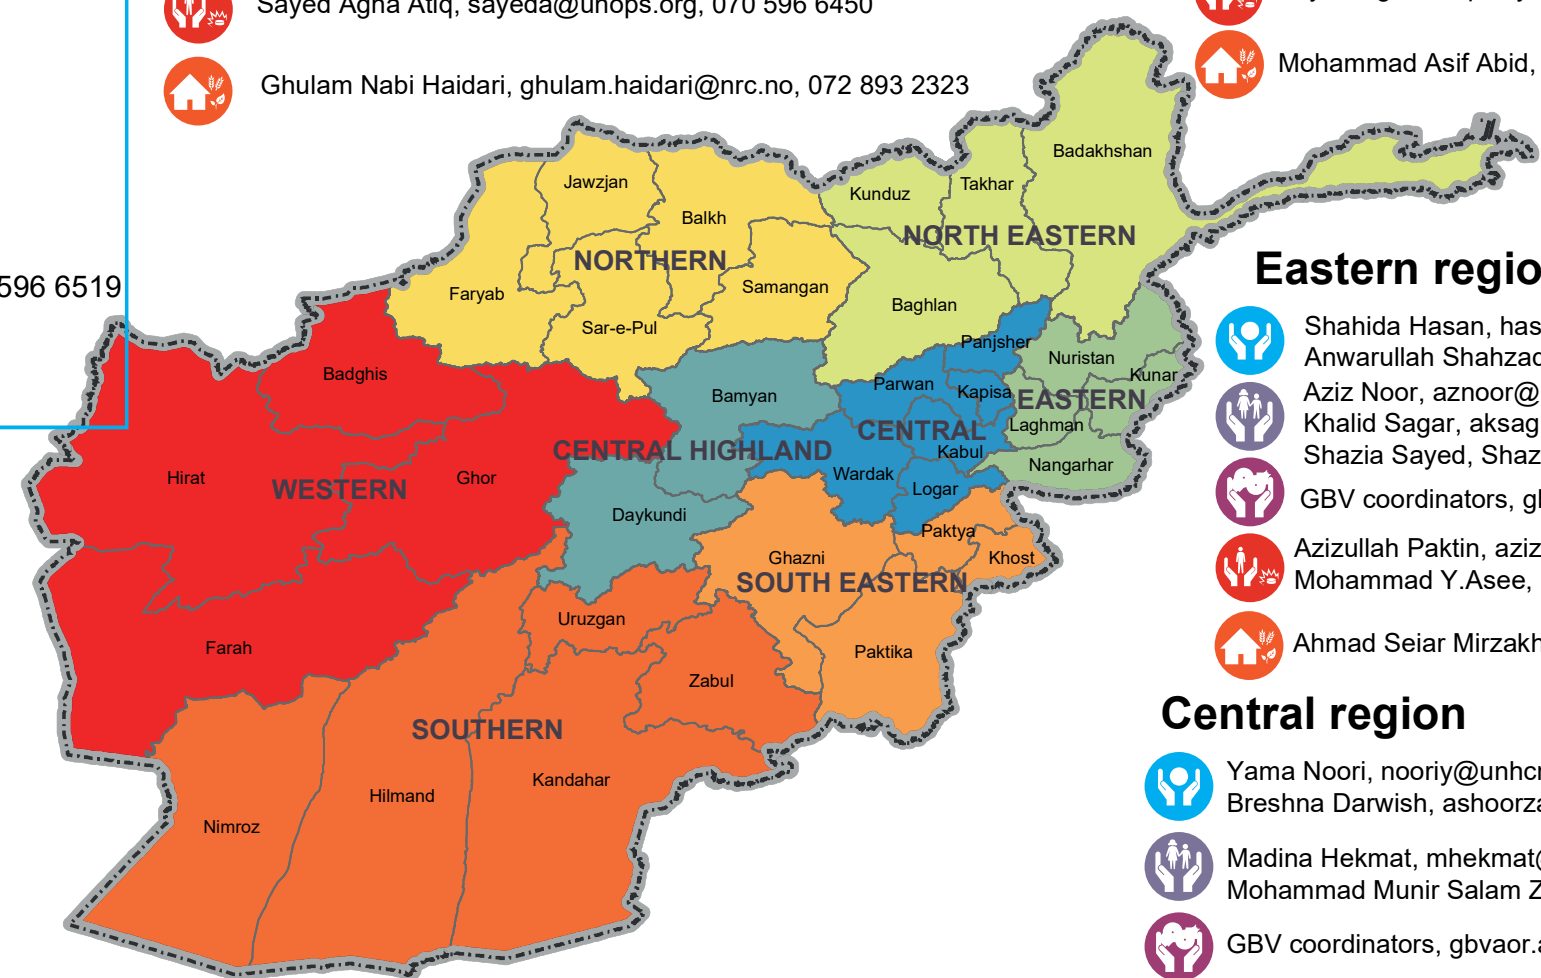 Sayed Agha Atiq, sayeda@unops.org, 070 596 6450
Ghulam Nabi Haidari, ghulam.haidari@nrc.no, 072 893 2323
Mohammad Asif Abid,
596 6519
Badakhshan
Jawzjan
Takhar
Kunduz
Balkh
NORTH EASTERN
NORTHERN
Samangan
Faryab
Baghlan
Sar-e-Pul
Panjsher
Nuristan
Badghis
Kunar
Parwan
Kapisa
Bamyan
EASTERN
Laghman
CENTRAL
CENTRAL HIGHLAND
Kabul
Nangarhar
Wardak
Hirat
Ghor
WESTERN
Logar
Daykundi
Paktya
Ghazni
Khost
SOUTH EASTERN
Uruzgan
Farah
Paktika
Zabul
SOUTHERN
Kandahar
Hilmand
Nimroz
Eastern regio
Shahida Hasan, has
Anwarullah Shahzad
Aziz Noor, aznoor@
Khalid Sagar, aksag
Shazia Sayed, Shaz
GBV coordinators, gb
Azizullah Paktin, aziz
Mohammad Y.Asee,
Ahmad Seiar Mirzakh
Central region
Yama Noori, nooriy@unhcr
Breshna Darwish, ashoorza
Madina Hekmat, mhekmat@
Mohammad Munir Salam Z
GBV coordinators, gbvaor.a